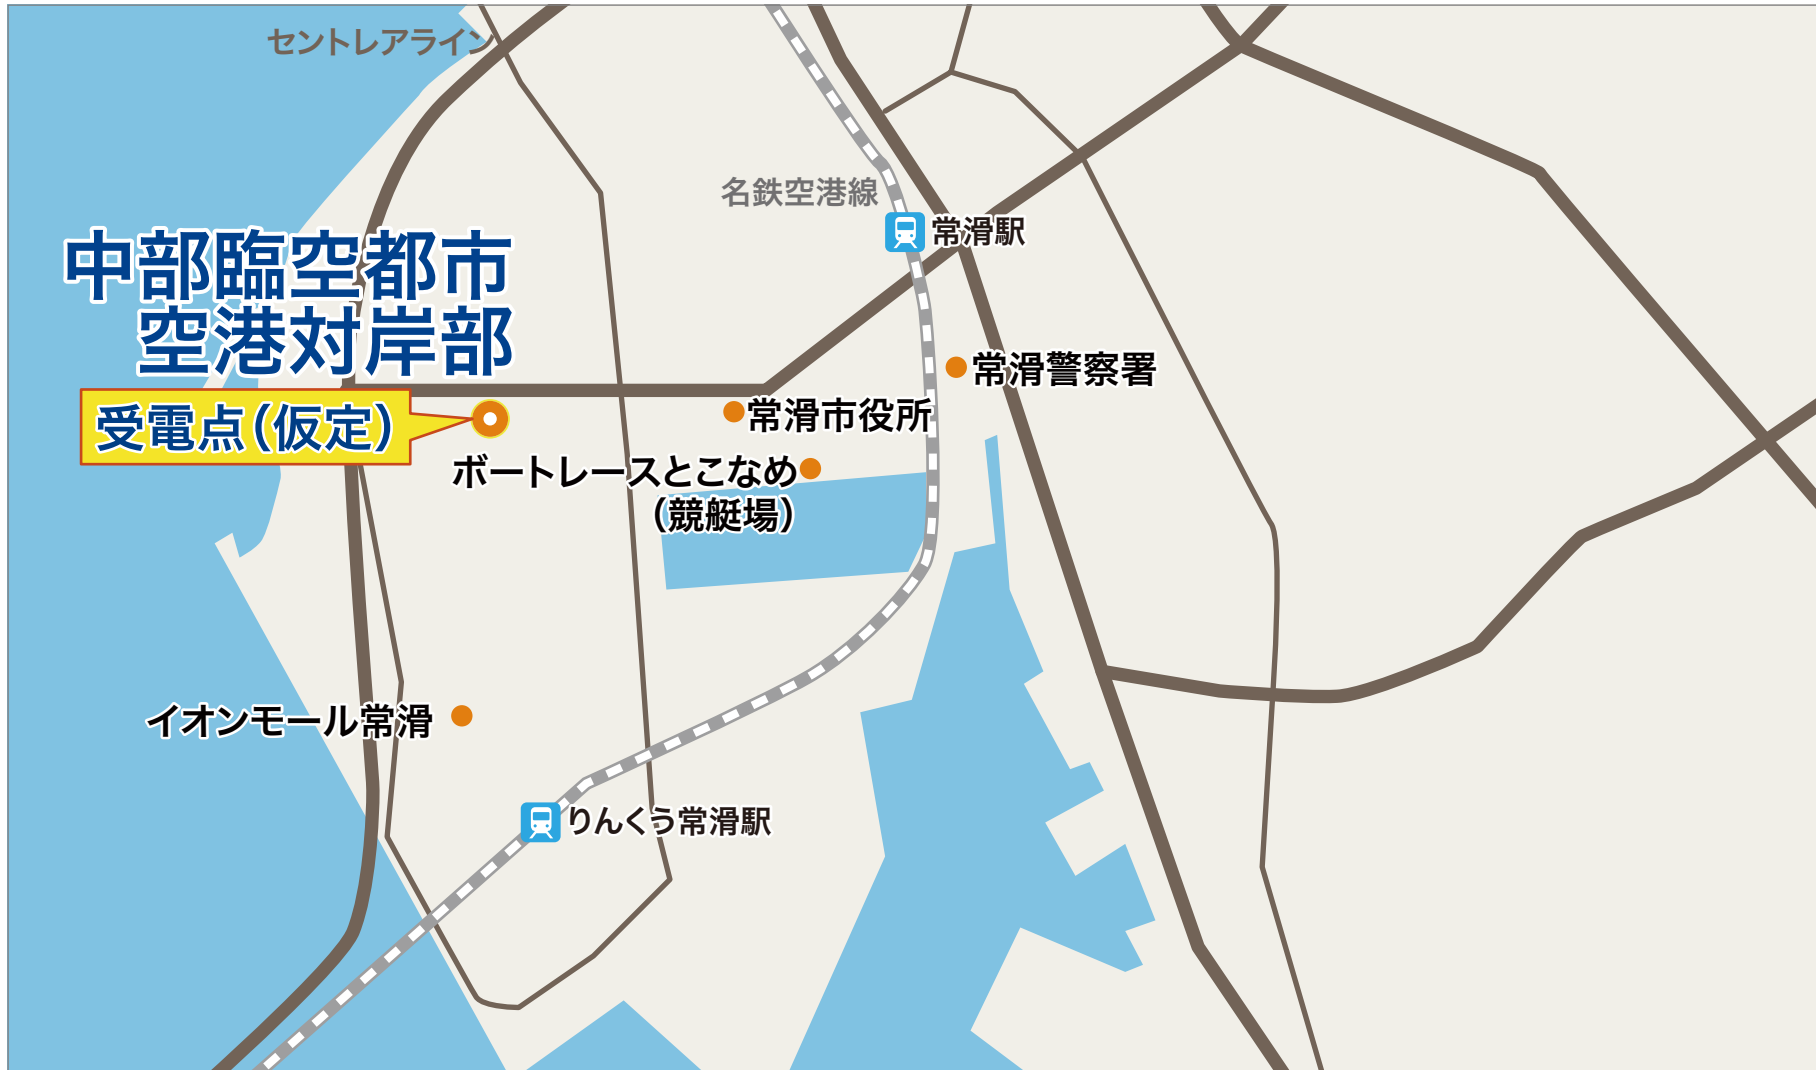 セントレアライン
名鉄空港線
常滑駅
中部臨空都市
空港対岸部
常滑警察署
受電点（仮定）
常滑市役所
ボートレースとこなめ
（競艇場）
イオンモール常滑
りんくう常滑駅